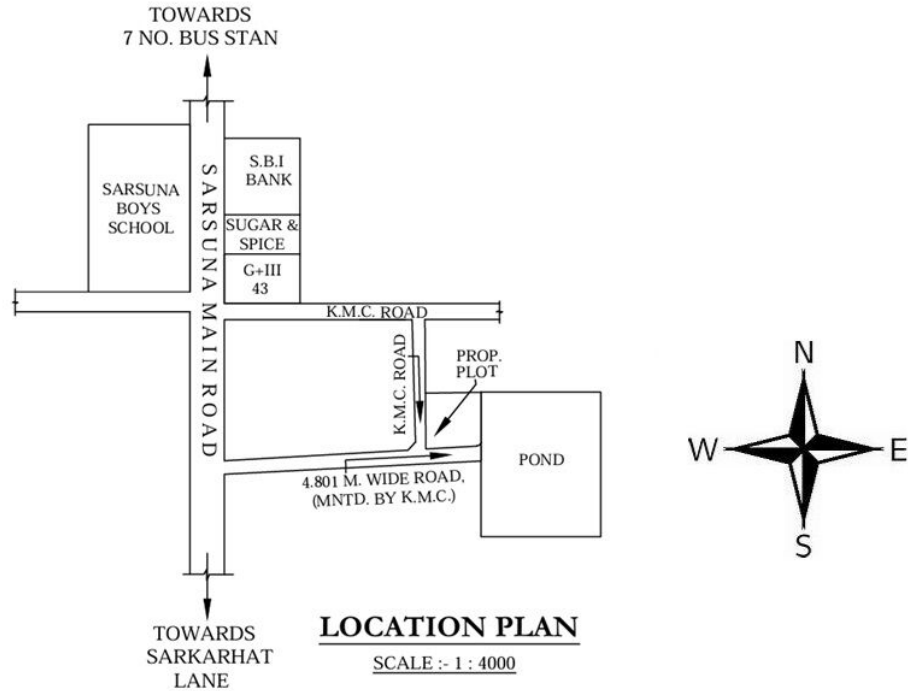 TOWARDS
7 NO. BUS STAN
SARSUNA
BOYS
SCHOOL
SARSUNA MAIN ROAD
S.B.I
BANK
SUGAR &
SPICE
G+III
43
K.M.C. ROAD
K.M.C. ROAD
PROP.
PLOT
POND
4.801 M. WIDE ROAD,
(MNTD. BY K.M.C.)
N
W
E
S
TOWARDS
SARKARHAT
LANE
LOCATION PLAN
SCALE :- 1 : 4000